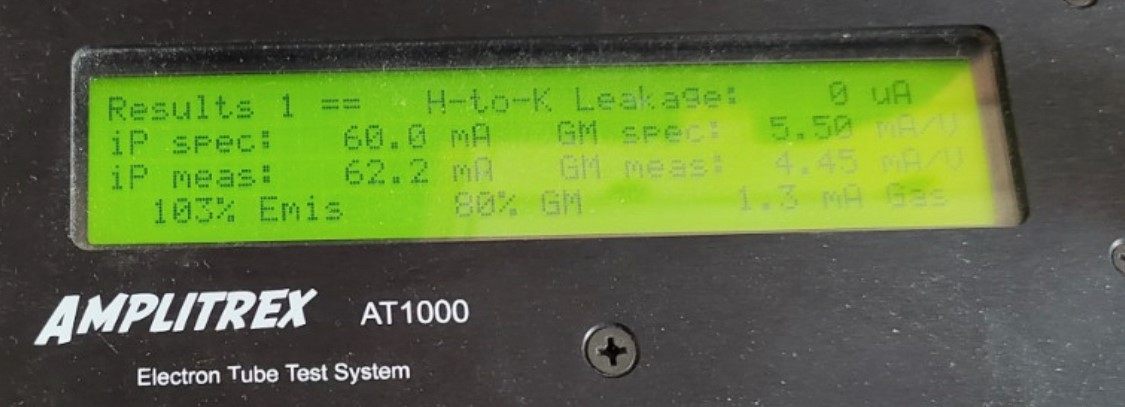 Results 1 == H-to-K Leakage: 0 uA
iP spec: 60.0 mA GM spec: 5.50 mA/V
iP meas: 62.2 mA GM meas: 4.45 mA/V
103% Emis 80% GM 1.3 mA Gas
AMPLITREX AT1000
Electron Tube Test System